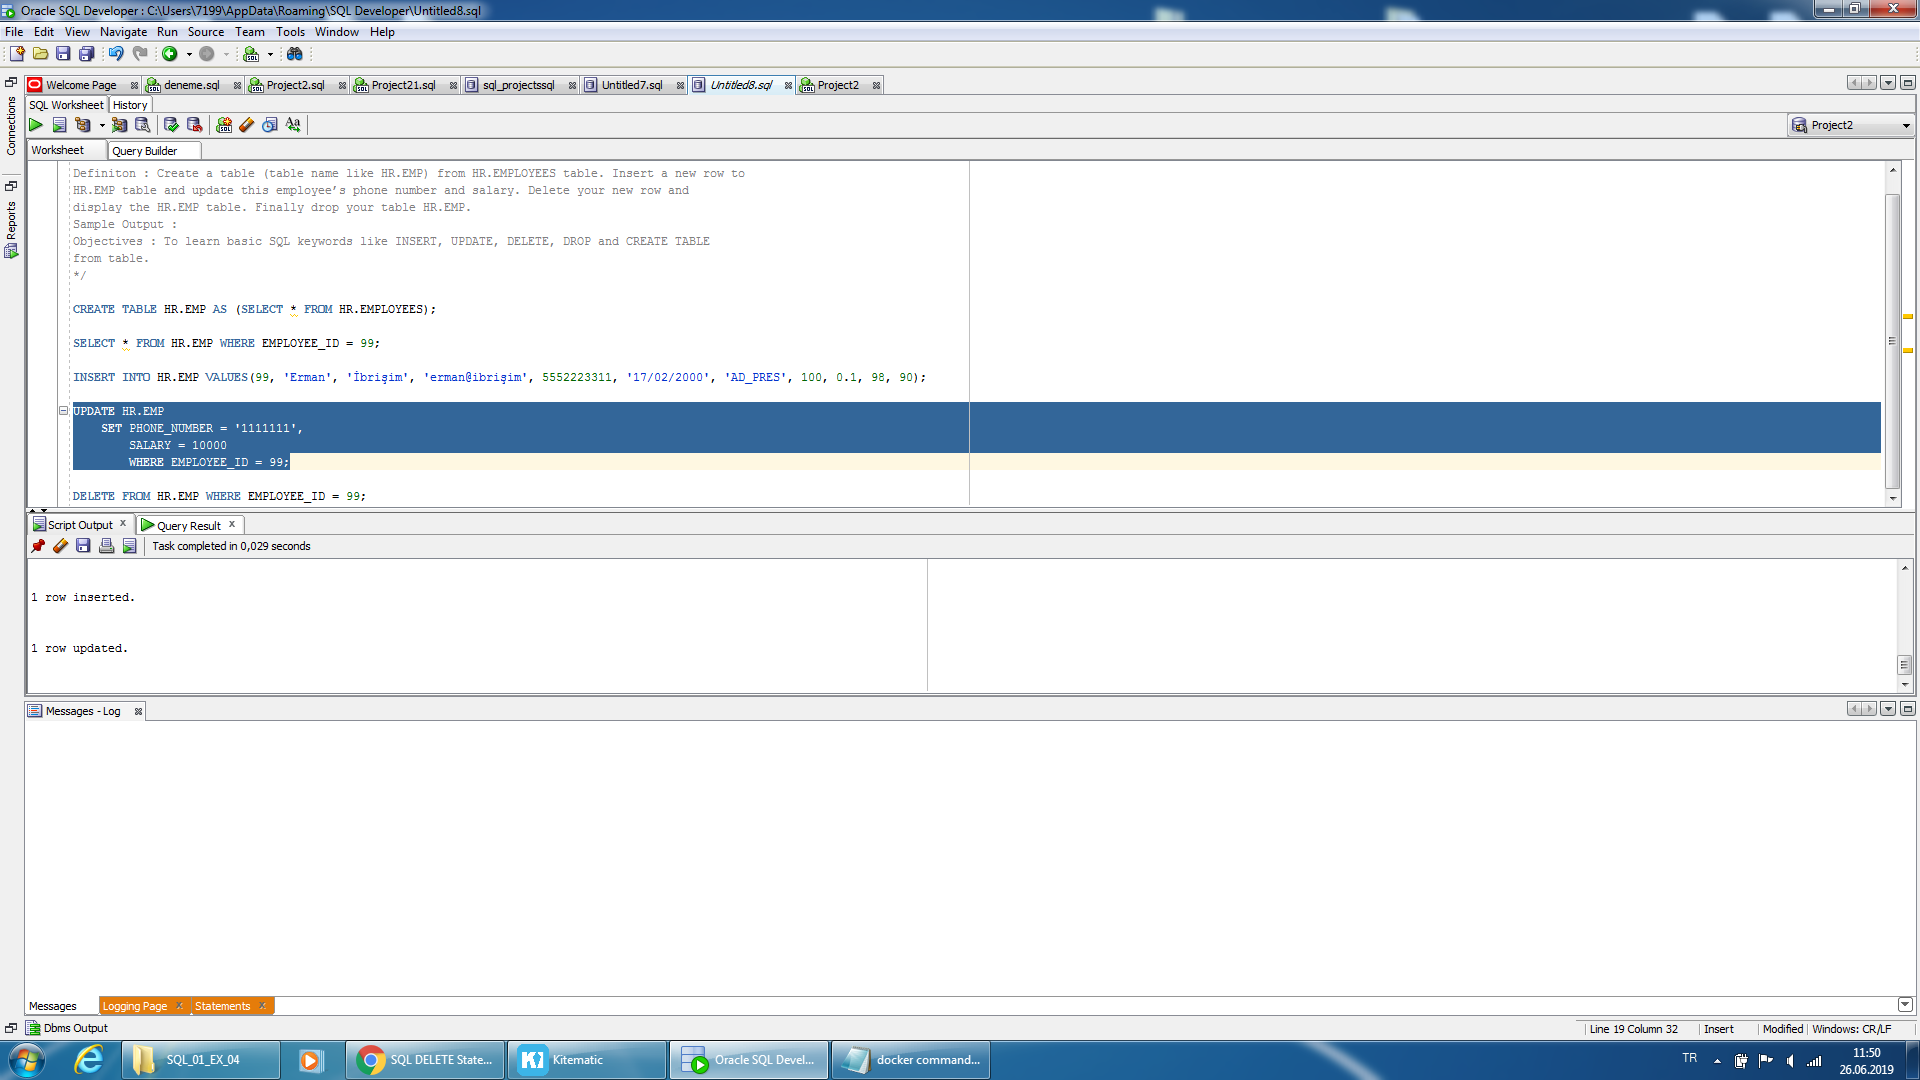 Oracle SQL Developer : C:\Users\7199\AppData\Roaming\SQL Developer\Untitled8.sql
File Edit View Navigate Run Source Team Tools Window Help
Welcome Page deneme.sql Project2.sql Project21.sql sql_projectssql Untitled7.sql Untitled8.sql Project2
SQL Worksheet History
Project2
Worksheet Query Builder
Connections
Reports
Definiton : Create a table (table name like HR.EMP) from HR.EMPLOYEES table. Insert a new row to
HR.EMP table and update this employee’s phone number and salary. Delete your new row and
display the HR.EMP table. Finally drop your table HR.EMP.
Sample Output :
Objectives : To learn basic SQL keywords like INSERT, UPDATE, DELETE, DROP and CREATE TABLE
from table.
*/
CREATE TABLE HR.EMP AS (SELECT * FROM HR.EMPLOYEES);
SELECT * FROM HR.EMP WHERE EMPLOYEE_ID = 99;
INSERT INTO HR.EMP VALUES(99, 'Erman', 'İbrişim', 'erman@ibrişim', 5552223311, '17/02/2000', 'AD_PRES', 100, 0.1, 98, 90);
UPDATE HR.EMP
SET PHONE_NUMBER = '1111111',
SALARY = 10000
WHERE EMPLOYEE_ID = 99;
DELETE FROM HR.EMP WHERE EMPLOYEE_ID = 99;
Script Output Query Result
Task completed in 0,029 seconds
1 row inserted.
1 row updated.
Messages - Log
Messages Logging Page Statements
Dbms Output
Line 19 Column 32 Insert Modified Windows: CR/LF
SQL_01_EX_04 SQL DELETE State... Kitematic Oracle SQL Devel... docker command...
TR
11:50
26.06.2019